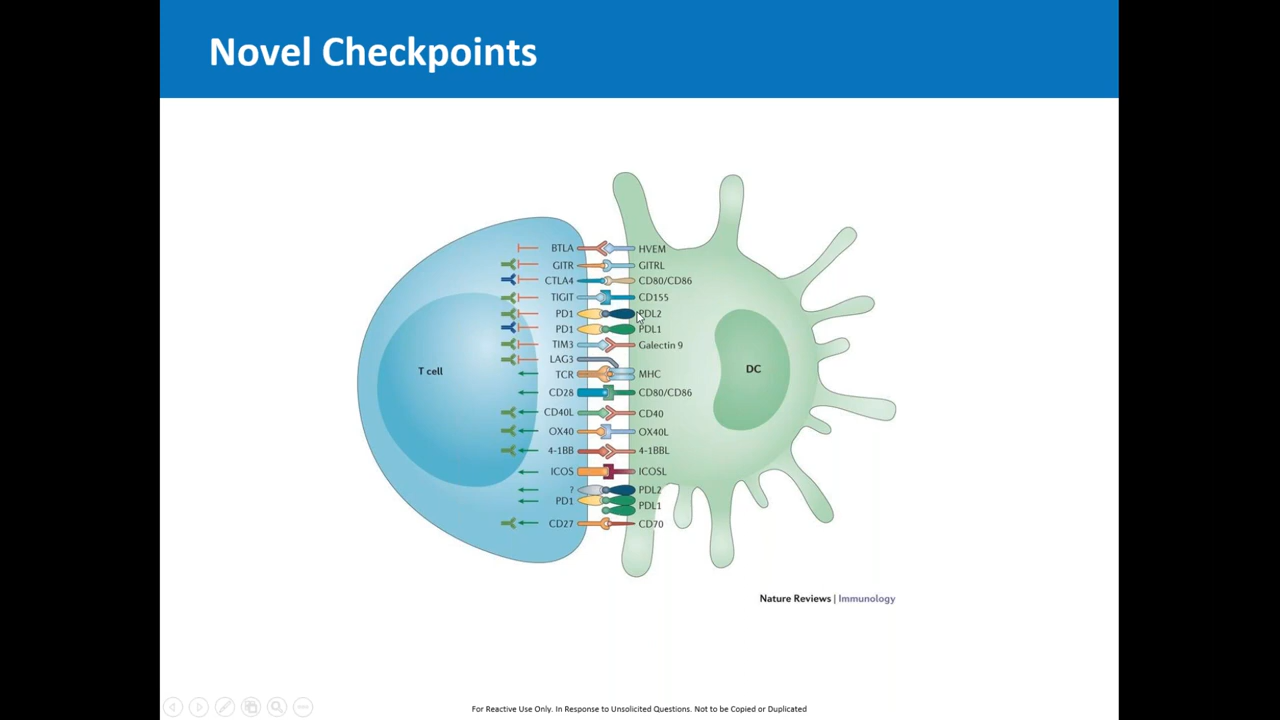 Novel Checkpoints
BTLA HVEM
GITR GITRL
CTLA4 CD80/CD86
TIGIT CD155
PD1 PDL2
PD1 PDL1
TIM3 Galectin 9
LAG3
TCR MHC
T cell
DC
CD28 CD80/CD86
CD40L CD40
OX40 OX40L
4-1BB 4-1BBL
ICOS ICOSL
? PDL2
PD1 PDL1
CD27 CD70
Nature Reviews | Immunology
For Reactive Use Only. In Response to Unsolicited Questions. Not to be Copied or Duplicated